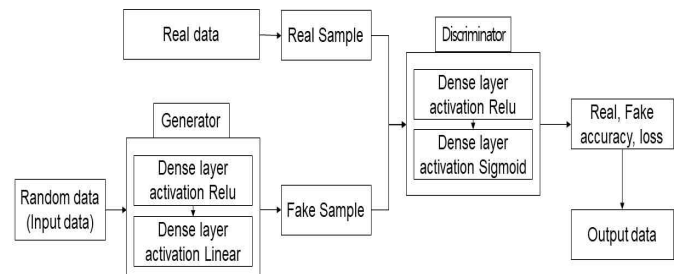 Real data
Real Sample
Discriminator
Dense layer
activation Relu
Dense layer
activation Sigmoid
Real, Fake
accuracy, loss
Generator
Dense layer
activation Relu
Dense layer
activation Linear
Random data
(Input data)
Fake Sample
Output data